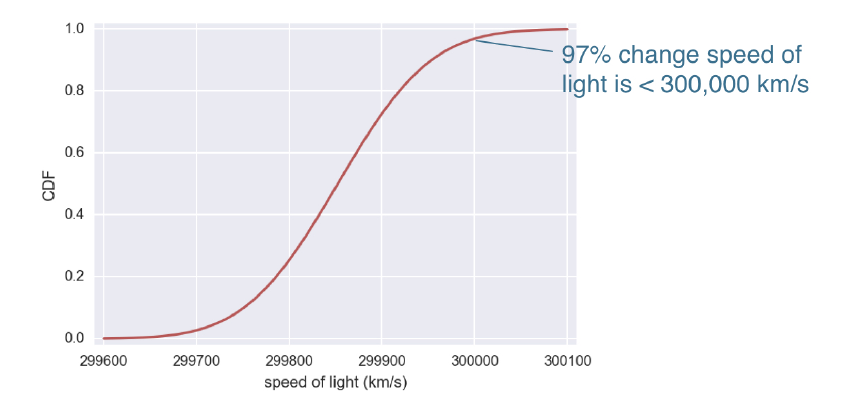 1.0
97% change speed of
light is < 300,000 km/s
0.8
0.6
CDF
0.4
0.2
0.0
299600 299700 299800 299900 300000 300100
speed of light (km/s)